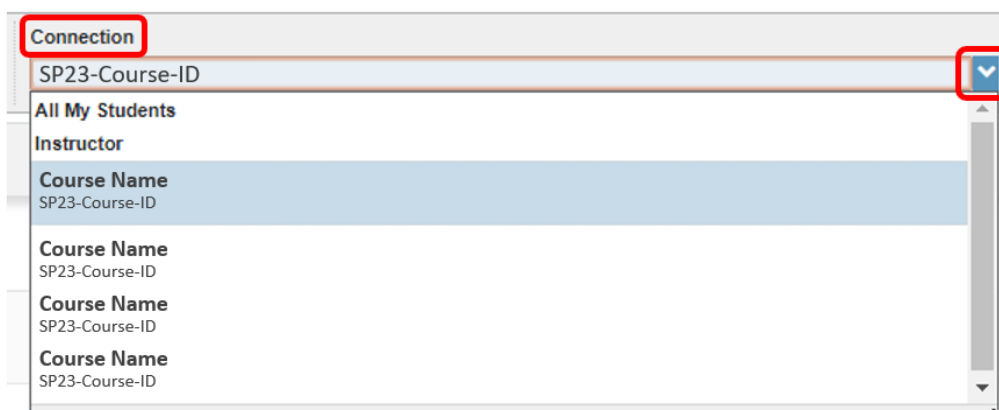 Connection
SP23-Course-ID
All My Students
Instructor
Course Name
SP23-Course-ID
Course Name
SP23-Course-ID
Course Name
SP23-Course-ID
Course Name
SP23-Course-ID